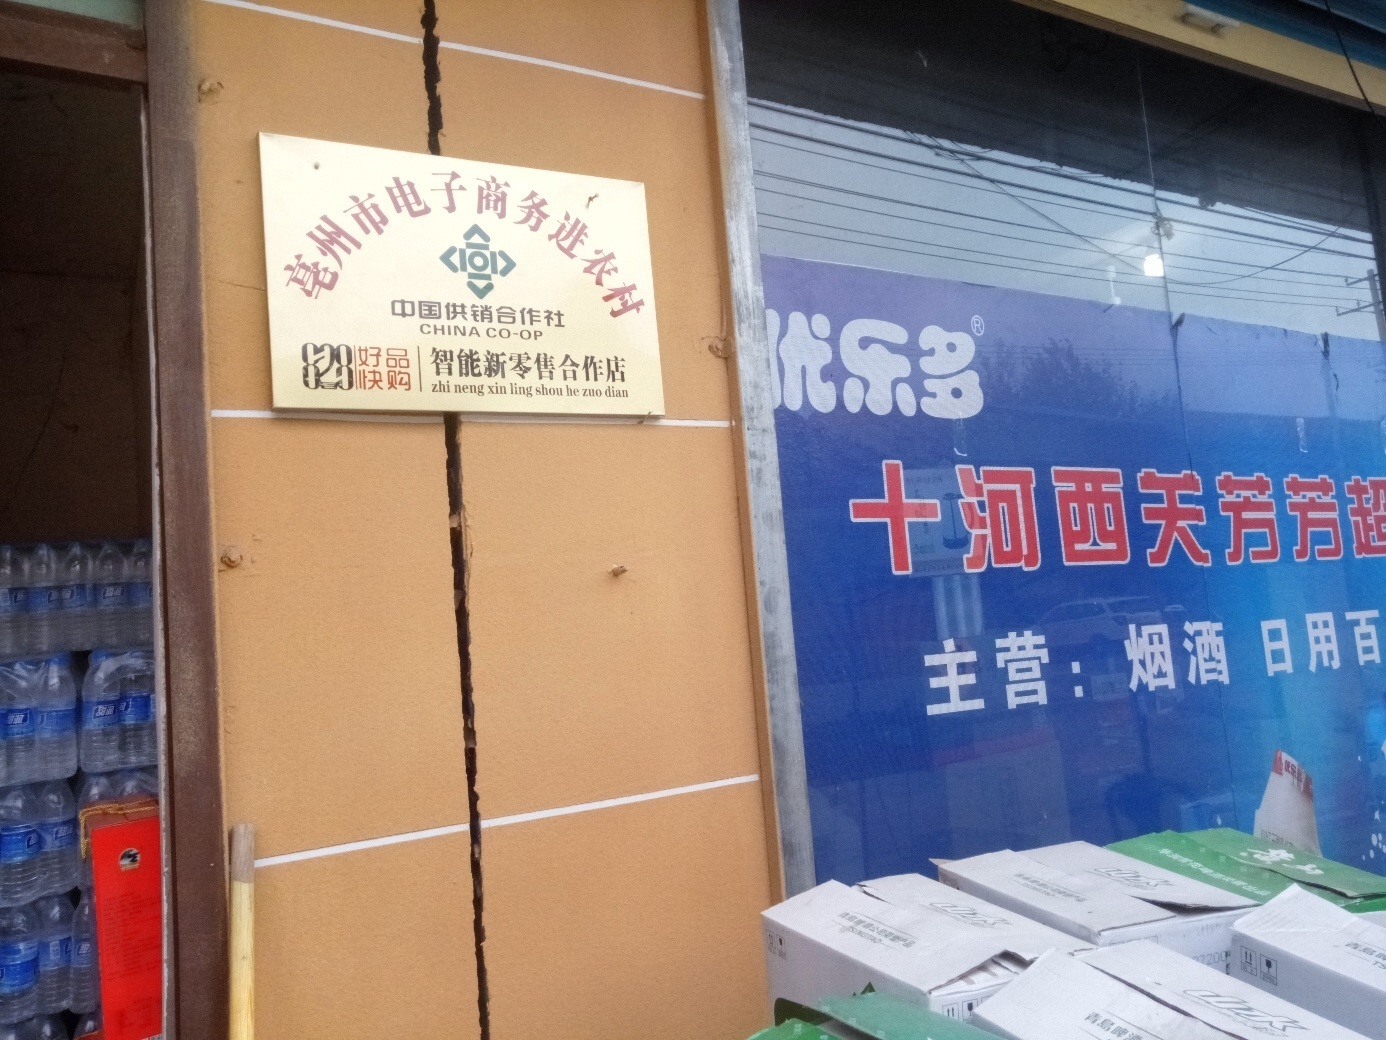 亳州市电子商务进农村
中国供销合作社
CHINA CO-OP
828 好品快购 智能新零售合作店
zhi neng xin ling shou he zuo dian
优乐多®
十河西关芳芳超
主营：烟酒 日用百
TSINGTAO